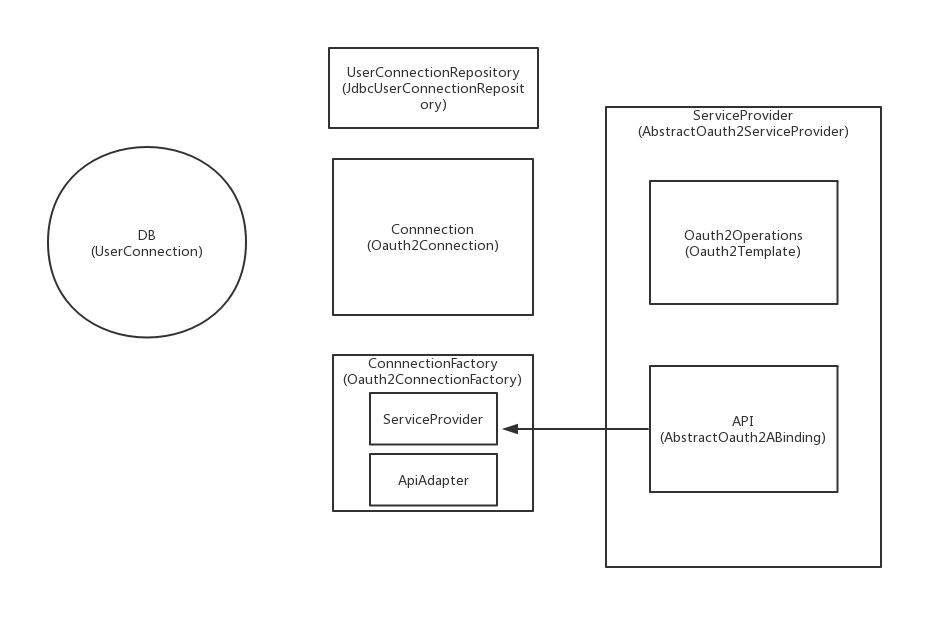 UserConnectionRepository
(JdbcUserConnectionReposit
ory)
ServiceProvider
(AbstractOauth2ServiceProvider)
DB
(UserConnection)
Connnection
(Oauth2Connection)
Oauth2Operations
(Oauth2Template)
ConnnectionFactory
(Oauth2ConnectionFactory)
ServiceProvider
ApiAdapter
API
(AbstractOauth2ABinding)